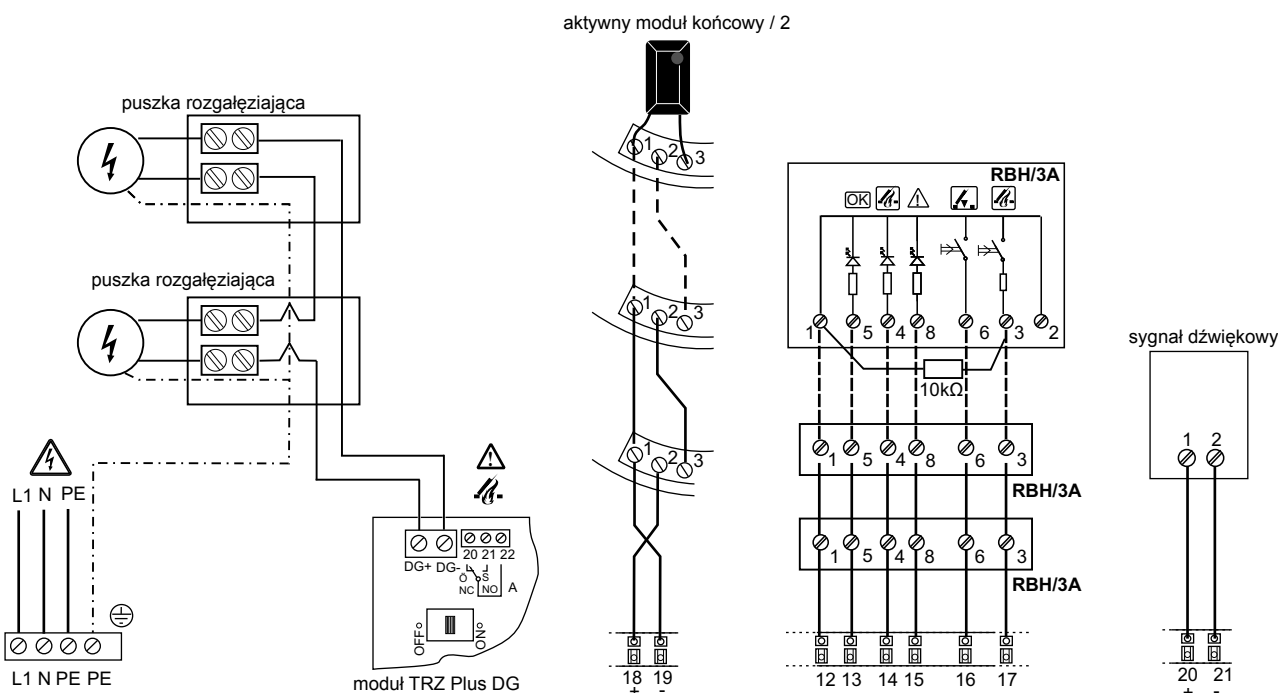 aktywny moduł końcowy / 2
puszka rozgałęziająca
1 2 3
RBH/3A
OK
puszka rozgałęziająca
1 2 3
1 5 4 8 6 3 2
sygnał dźwiękowy
10kΩ
1 2 3
1 5 4 8 6 3
RBH/3A
1 2
L1 N PE
20 21 22
DG+ DG-
Ö S
NC NO A
1 5 4 8 6 3
RBH/3A
OFF ON
L1 N PE PE
moduł TRZ Plus DG
18 19
+ -
12 13 14 15 16 17
20 21
+ -